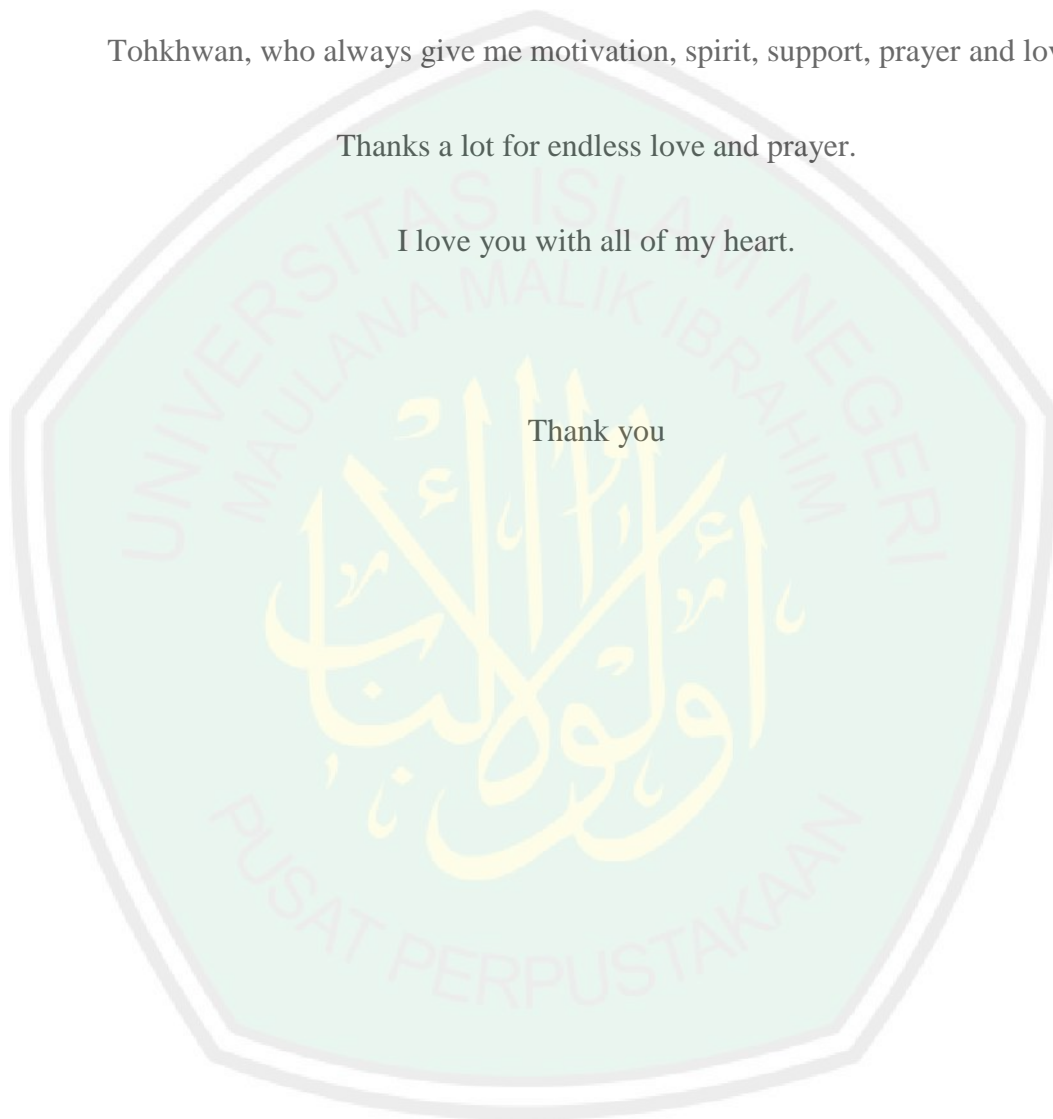 Tohkhwan, who always give me motivation, spirit, support, prayer and lov
Thanks a lot for endless love and prayer.
I love you with all of my heart.
Thank you
UNIVERSITAS ISLAM NEGERI
MAULANA MALIK IBRAHIM
أولوا الألباب
PUSAT PERPUSTAKAAN